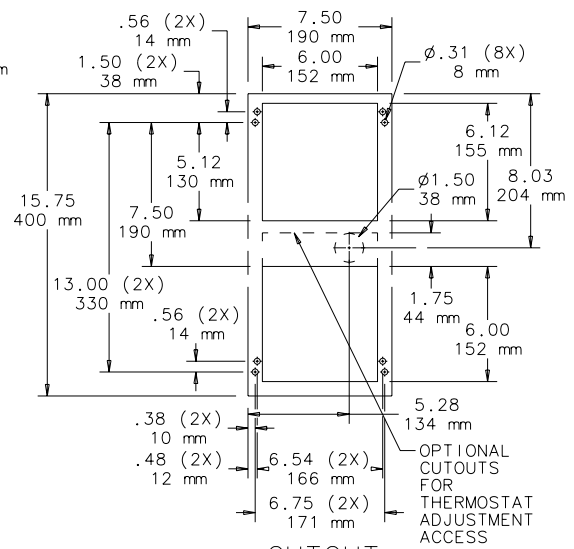 .56 (2X)
14 mm
7.50
190 mm
m
1.50 (2X)
38 mm
6.00
152 mm
Ø.31 (8X)
8 mm
5.12
130 mm
6.12
155 mm
8.03
204 mm
Ø1.50
38 mm
15.75
400 mm
7.50
190 mm
13.00 (2X)
330 mm
.56 (2X)
14 mm
1.75
44 mm
6.00
152 mm
5.28
134 mm
.38 (2X)
10 mm
.48 (2X)
12 mm
6.54 (2X)
166 mm
6.75 (2X)
171 mm
OPTIONAL
CUTOUTS
FOR
THERMOSTAT
ADJUSTMENT
ACCESS
CUTOUT